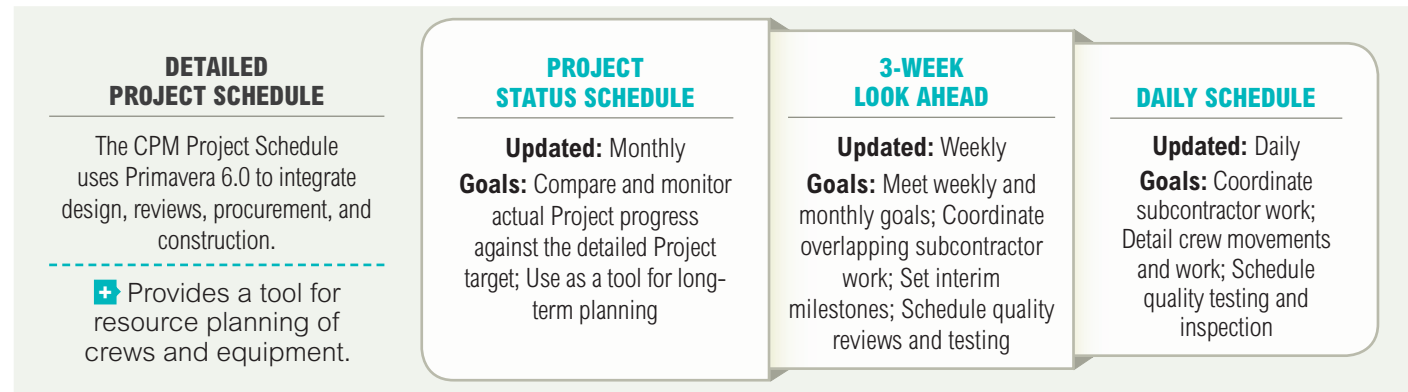 DETAILED
PROJECT SCHEDULE
The CPM Project Schedule
uses Primavera 6.0 to integrate
design, reviews, procurement, and
construction.
+ Provides a tool for
resource planning of
crews and equipment.
PROJECT
STATUS SCHEDULE
Updated: Monthly
Goals: Compare and monitor
actual Project progress
against the detailed Project
target; Use as a tool for long-
term planning
3-WEEK
LOOK AHEAD
Updated: Weekly
Goals: Meet weekly and
monthly goals; Coordinate
overlapping subcontractor
work; Set interim
milestones; Schedule quality
reviews and testing
DAILY SCHEDULE
Updated: Daily
Goals: Coordinate
subcontractor work;
Detail crew movements
and work; Schedule
quality testing and
inspection